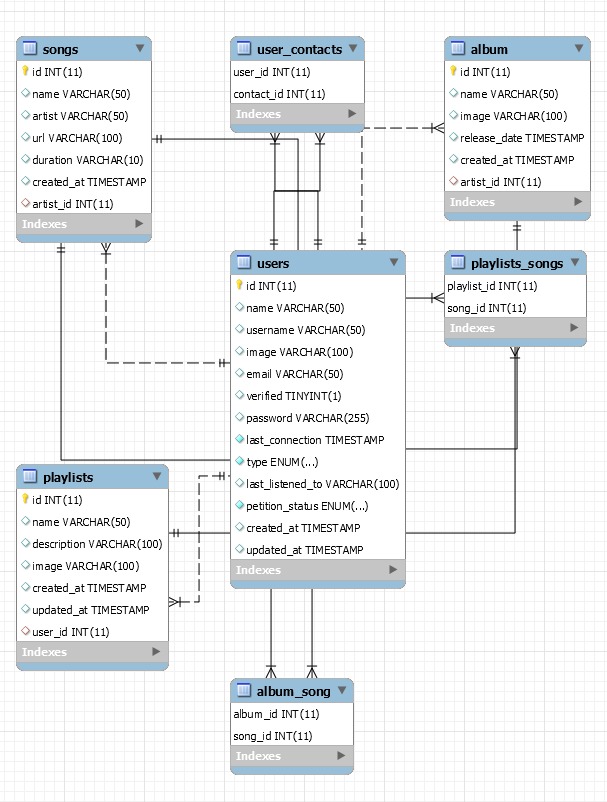 songs
id INT(11)
name VARCHAR(50)
artist VARCHAR(50)
url VARCHAR(100)
duration VARCHAR(10)
created_at TIMESTAMP
artist_id INT(11)
Indexes
user_contacts
user_id INT(11)
contact_id INT(11)
Indexes
album
id INT(11)
name VARCHAR(50)
image VARCHAR(100)
release_date TIMESTAMP
created_at TIMESTAMP
artist_id INT(11)
Indexes
users
id INT(11)
name VARCHAR(50)
username VARCHAR(50)
image VARCHAR(100)
email VARCHAR(50)
verified TINYINT(1)
password VARCHAR(255)
last_connection TIMESTAMP
type ENUM(...)
last_listened_to VARCHAR(100)
petition_status ENUM(...)
created_at TIMESTAMP
updated_at TIMESTAMP
Indexes
playlists_songs
playlist_id INT(11)
song_id INT(11)
Indexes
playlists
id INT(11)
name VARCHAR(50)
description VARCHAR(100)
image VARCHAR(100)
created_at TIMESTAMP
updated_at TIMESTAMP
user_id INT(11)
Indexes
album_song
album_id INT(11)
song_id INT(11)
Indexes